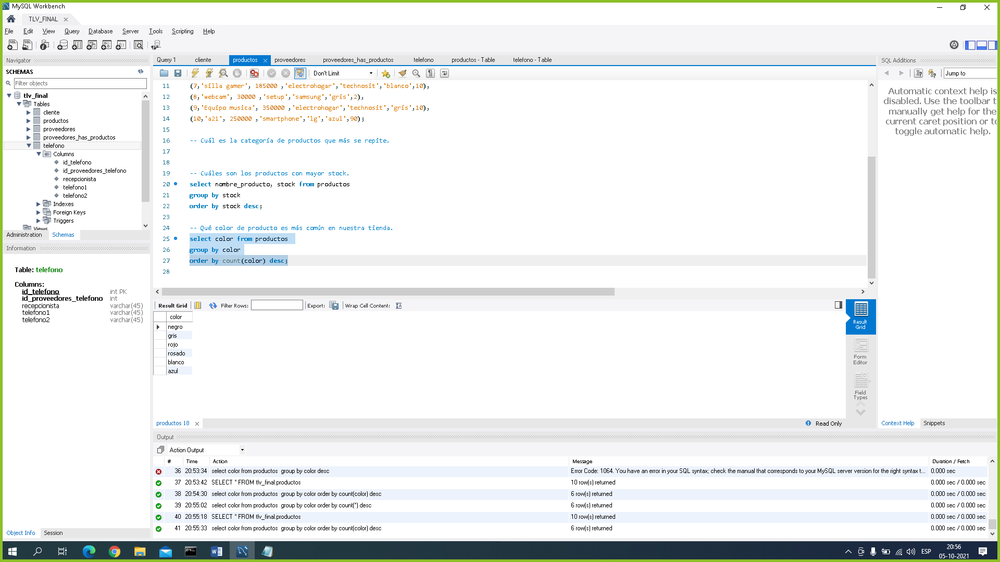 MySQL Workbench
TLV_FINAL
File Edit View Query Database Server Tools Scripting Help
Navigator
SCHEMAS
Filter objects
tlv_final
Tables
cliente
productos
proveedores
proveedores_has_productos
telefono
Columns
id_telefono
id_proveedores_telefono
recepcionista
telefono1
telefono2
Indexes
Foreign Keys
Triggers
Views
Administration Schemas
Information
Table: telefono
Columns:
id_telefono int PK
id_proveedores_telefono int
recepcionista varchar(45)
telefono1 varchar(45)
telefono2 varchar(45)
Object Info Session
Query 1 cliente productos proveedores proveedores_has_productos telefono productos - Table telefono - Table
Don't Limit
11 (7,'silla gamer', 185000 ,'electrohogar','technosit','blanco',10),
12 (8,'webcam', 30000 ,'setup','samsung','gris',2),
13 (9,'Equipo musica', 350000 ,'electrohogar','technosit','gris',10),
14 (10,'a21', 250000 ,'smartphone','lg','azul',90);
15
16 -- Cuál es la categoría de productos que más se repite.
17
18
19 -- Cuáles son los productos con mayor stock.
20 select nombre_producto, stock from productos
21 group by stock
22 order by stock desc;
23
24 -- Qué color de producto es más común en nuestra tienda.
25 select color from productos
26 group by color
27 order by count(color) desc;
28
Result Grid Filter Rows: Export: Wrap Cell Content:
color
negro
gris
rojo
rosado
blanco
azul
Result
Grid
Form
Editor
Field
Types
productos 18 Read Only
SQL Additions
Jump to
Automatic context help is
disabled. Use the toolbar t
manually get help for the
current caret position or to
toggle automatic help.
Context Help Snippets
Output
Action Output
# Time Action Message Duration / Fetch
36 20:53:34 select color from productos group by color desc Error Code: 1064. You have an error in your SQL syntax; check the manual that corresponds to your MySQL server version for the right syntax t... 0.000 sec
37 20:53:42 SELECT * FROM tlv_final.productos 10 row(s) returned 0.000 sec / 0.000 sec
38 20:54:30 select color from productos group by color order by count(color) desc 6 row(s) returned 0.000 sec / 0.000 sec
39 20:55:02 select color from productos group by color order by count(*) desc 6 row(s) returned 0.000 sec / 0.000 sec
40 20:55:18 SELECT * FROM tlv_final.productos 10 row(s) returned 0.000 sec / 0.000 sec
41 20:55:33 select color from productos group by color order by count(color) desc 6 row(s) returned 0.000 sec / 0.000 sec
ESP
20:56
05-10-2021